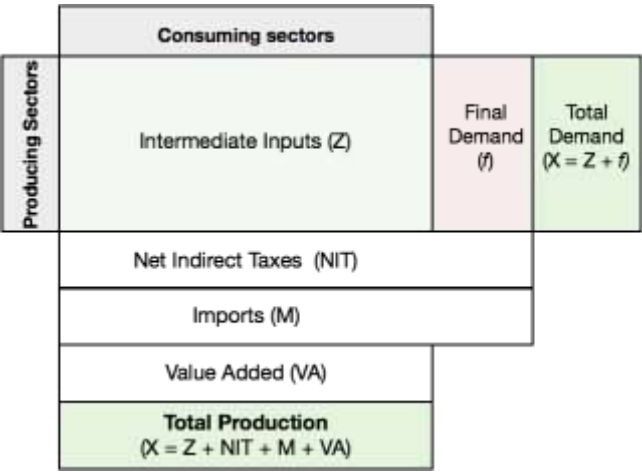 Consuming sectors
Producing Sectors
Intermediate Inputs (Z)
Final
Demand
(f)
Total
Demand
(X = Z + f)
Net Indirect Taxes (NIT)
Imports (M)
Value Added (VA)
Total Production
(X = Z + NIT + M + VA)